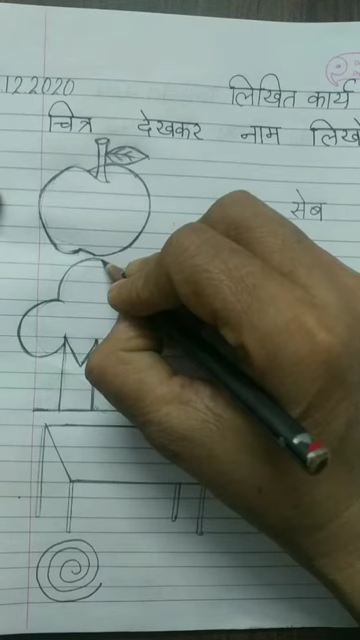 .12.2020
लिखित कार्य
चित्र देखकर नाम लिखो
सेब